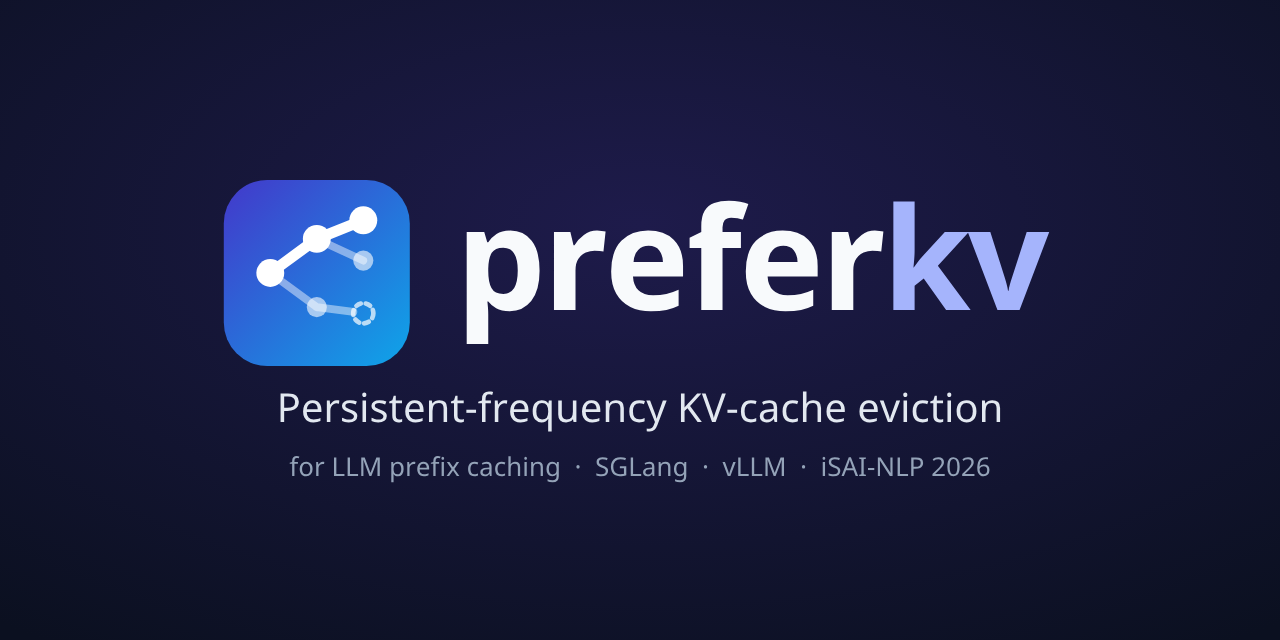 preferkv
Persistent-frequency KV-cache eviction
for LLM prefix caching · SGLang · vLLM · iSAI-NLP 2026